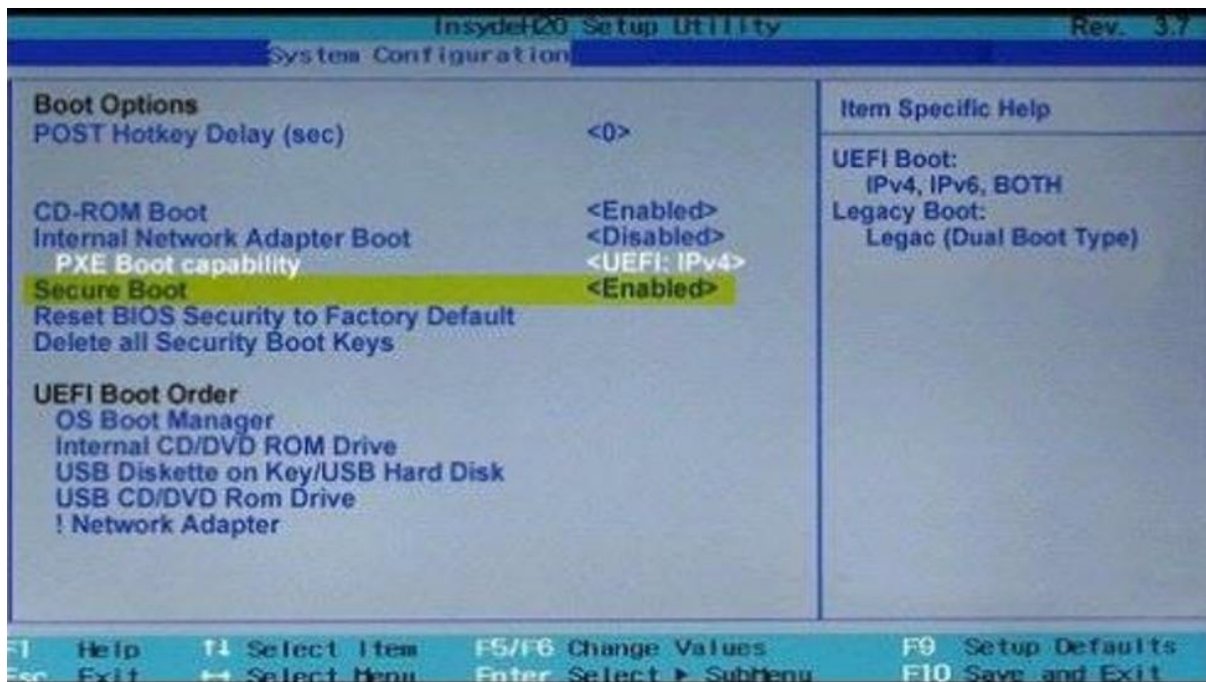 InsydeH20 Setup Utility Rev. 3.7
System Configuration
Boot Options
POST Hotkey Delay (sec) <0>
CD-ROM Boot <Enabled>
Internal Network Adapter Boot <Disabled>
PXE Boot capability <UEFI: IPv4>
Secure Boot <Enabled>
Reset BIOS Security to Factory Default
Delete all Security Boot Keys
UEFI Boot Order
OS Boot Manager
Internal CD/DVD ROM Drive
USB Diskette on Key/USB Hard Disk
USB CD/DVD Rom Drive
! Network Adapter
Item Specific Help
UEFI Boot:
IPv4, IPv6, BOTH
Legacy Boot:
Legac (Dual Boot Type)
F1 Help ↑↓ Select Item F5/F6 Change Values F9 Setup Defaults
Esc Exit ↔ Select Menu Enter Select ► SubMenu F10 Save and Exit